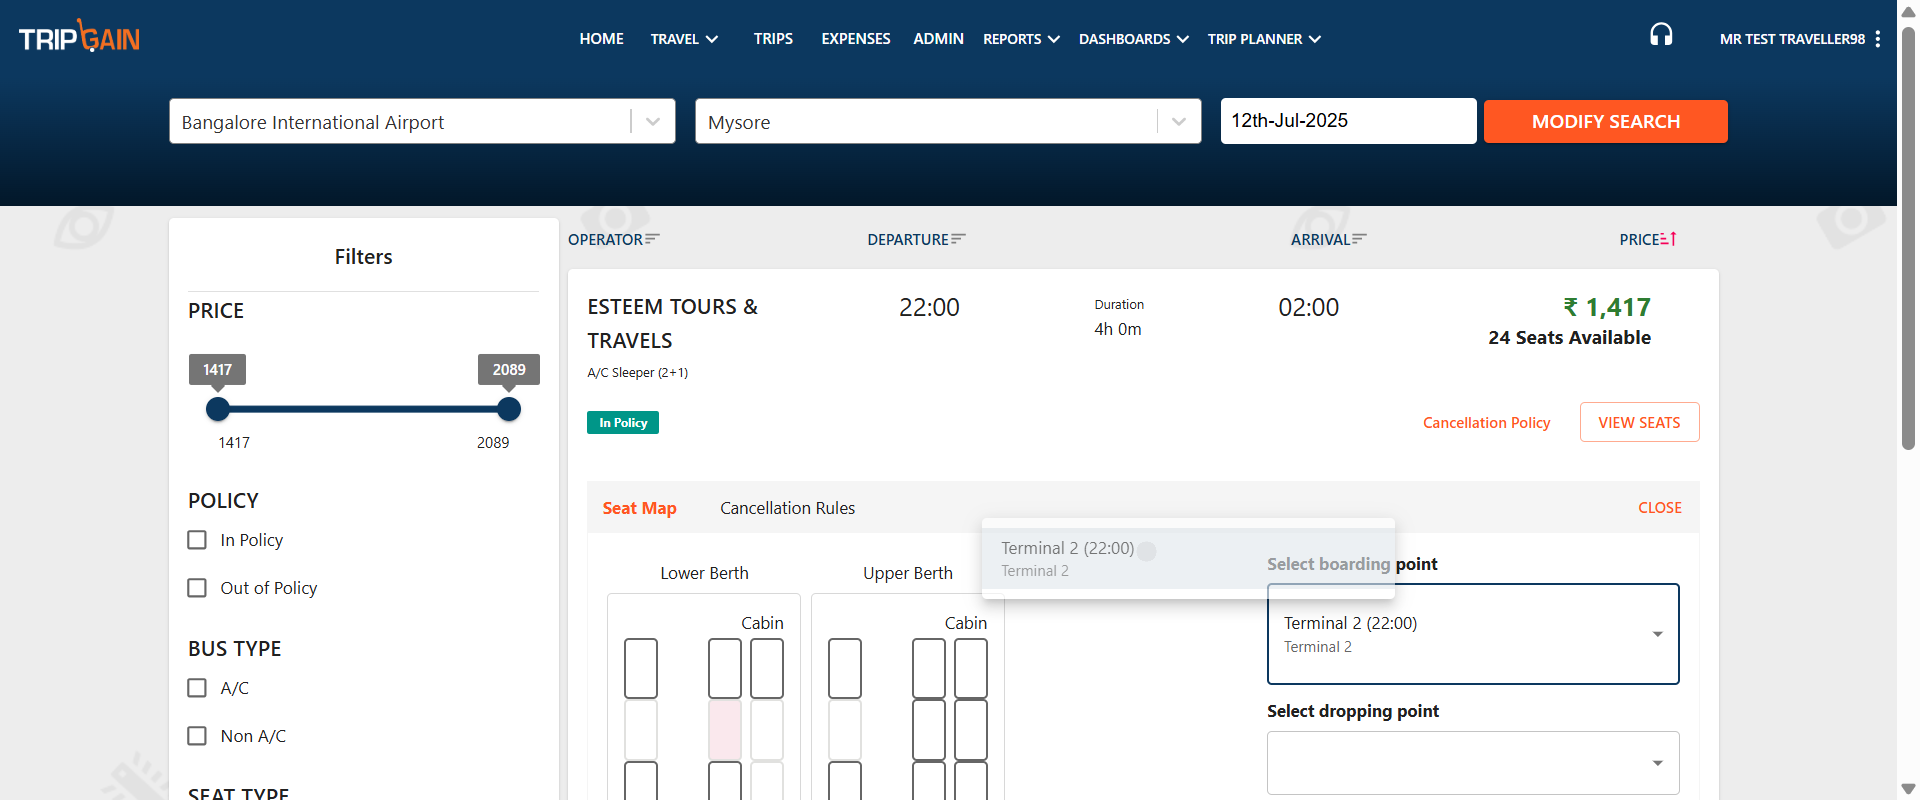 TRIPGAIN
HOME TRAVEL TRIPS EXPENSES ADMIN REPORTS DASHBOARDS TRIP PLANNER
MR TEST TRAVELLER98
Bangalore International Airport
Mysore
12th-Jul-2025
MODIFY SEARCH
Filters
PRICE
1417 2089
1417 2089
POLICY
In Policy
Out of Policy
BUS TYPE
A/C
Non A/C
SEAT TYPE
OPERATOR DEPARTURE ARRIVAL PRICE
ESTEEM TOURS &
TRAVELS
A/C Sleeper (2+1)
22:00
Duration
4h 0m
02:00
₹ 1,417
24 Seats Available
In Policy
Cancellation Policy
VIEW SEATS
Seat Map Cancellation Rules CLOSE
Terminal 2 (22:00)
Terminal 2
Lower Berth
Upper Berth
Cabin
Cabin
Select boarding point
Terminal 2 (22:00)
Terminal 2
Select dropping point